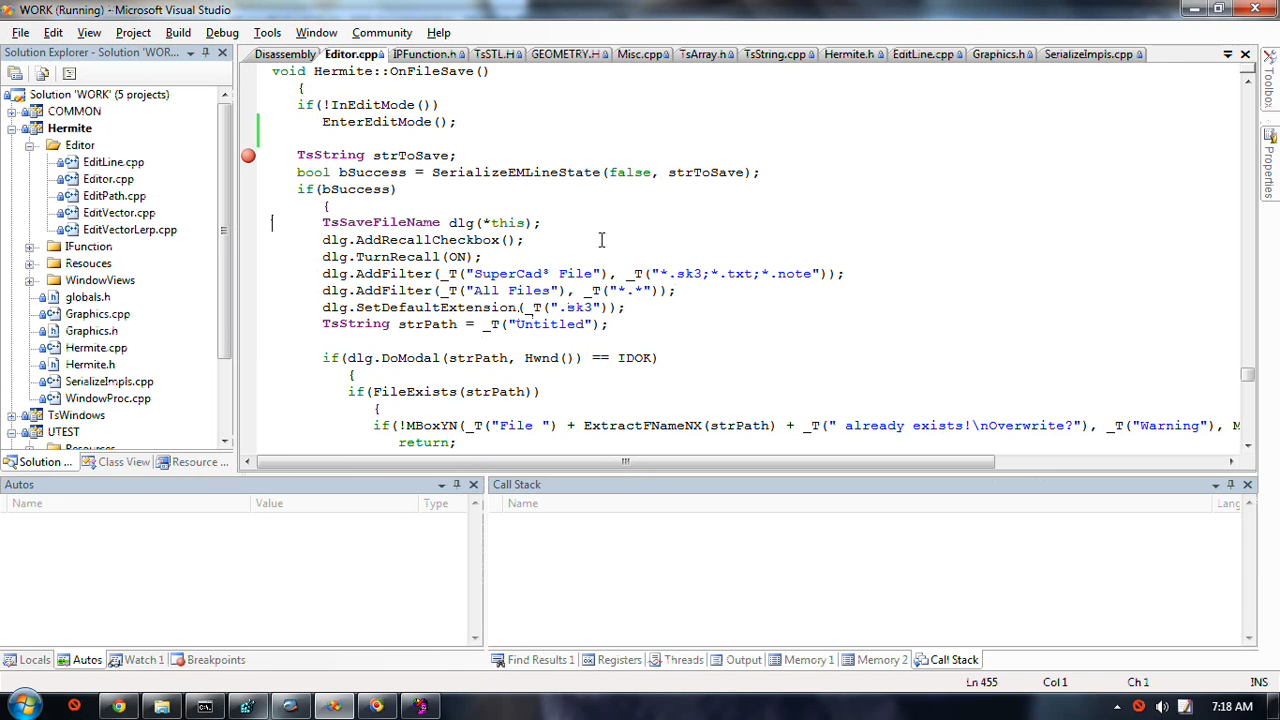 WORK (Running) - Microsoft Visual Studio
File Edit View Project Build Debug Tools Window Community Help
Solution Explorer - Solution 'WOR...
Disassembly Editor.cpp IPFunction.h TsSTL.H GEOMETRY.H Misc.cpp TsArray.h TsString.cpp Hermite.h EditLine.cpp Graphics.h SerializeImpls.cpp
Solution 'WORK' (5 projects)
COMMON
Hermite
Editor
EditLine.cpp
Editor.cpp
EditPath.cpp
EditVector.cpp
EditVectorLerp.cpp
IFunction
Resouces
WindowViews
globals.h
Graphics.cpp
Graphics.h
Hermite.cpp
Hermite.h
SerializeImpls.cpp
WindowProc.cpp
TsWindows
UTEST
Solution ... Class View Resource ...
void Hermite::OnFileSave()
{
if(!InEditMode())
EnterEditMode();
TsString strToSave;
bool bSuccess = SerializeEMLineState(false, strToSave);
if(bSuccess)
{
TsSaveFileName dlg(*this);
dlg.AddRecallCheckbox();
dlg.TurnRecall(ON);
dlg.AddFilter(_T("SuperCad³ File"), _T("*.sk3;*.txt;*.note"));
dlg.AddFilter(_T("All Files"), _T("*.*"));
dlg.SetDefaultExtension(_T(".sk3"));
TsString strPath = _T("Untitled");
if(dlg.DoModal(strPath, Hwnd()) == IDOK)
{
if(FileExists(strPath))
{
if(!MBoxYN(_T("File ") + ExtractFNameNX(strPath) + _T(" already exists!\nOverwrite?"), _T("Warning"), M
return;
Toolbox
Properties
Autos
Name Value Type
Call Stack
Name Lang
Locals Autos Watch 1 Breakpoints
Find Results 1 Registers Threads Output Memory 1 Memory 2 Call Stack
Ln 455 Col 1 Ch 1 INS
7:18 AM